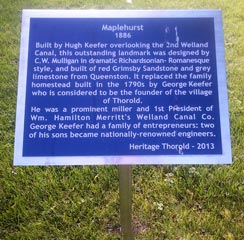 Maplehurst
1886
Built by Hugh Keefer overlooking the 2nd Welland
Canal, this outstanding landmark was designed by
C.W. Mulligan in dramatic Richardsonian- Romanesque
style, and built of red Grimsby Sandstone and grey
limestone from Queenston. It replaced the family
homestead built in the 1790s by George Keefer
who is considered to be the founder of the village
of Thorold.
He was a prominent miller and 1st President of
Wm. Hamilton Merritt's Welland Canal Co.
George Keefer had a family of entrepreneurs: two
of his sons became nationally-renowned engineers.
Heritage Thorold - 2013